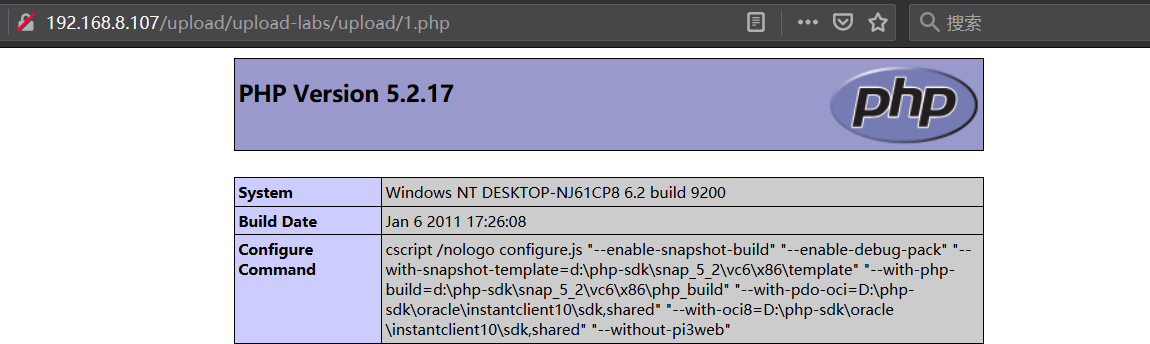 192.168.8.107/upload/upload-labs/upload/1.php
搜索
PHP Version 5.2.17
php
System
Windows NT DESKTOP-NJ61CP8 6.2 build 9200
Build Date
Jan 6 2011 17:26:08
Configure
Command
cscript /nologo configure.js "--enable-snapshot-build" "--enable-debug-pack" "--
with-snapshot-template=d:\php-sdk\snap_5_2\vc6\x86\template" "--with-php-
build=d:\php-sdk\snap_5_2\vc6\x86\php_build" "--with-pdo-oci=D:\php-
sdk\oracle\instantclient10\sdk,shared" "--with-oci8=D:\php-sdk\oracle
\instantclient10\sdk,shared" "--without-pi3web"